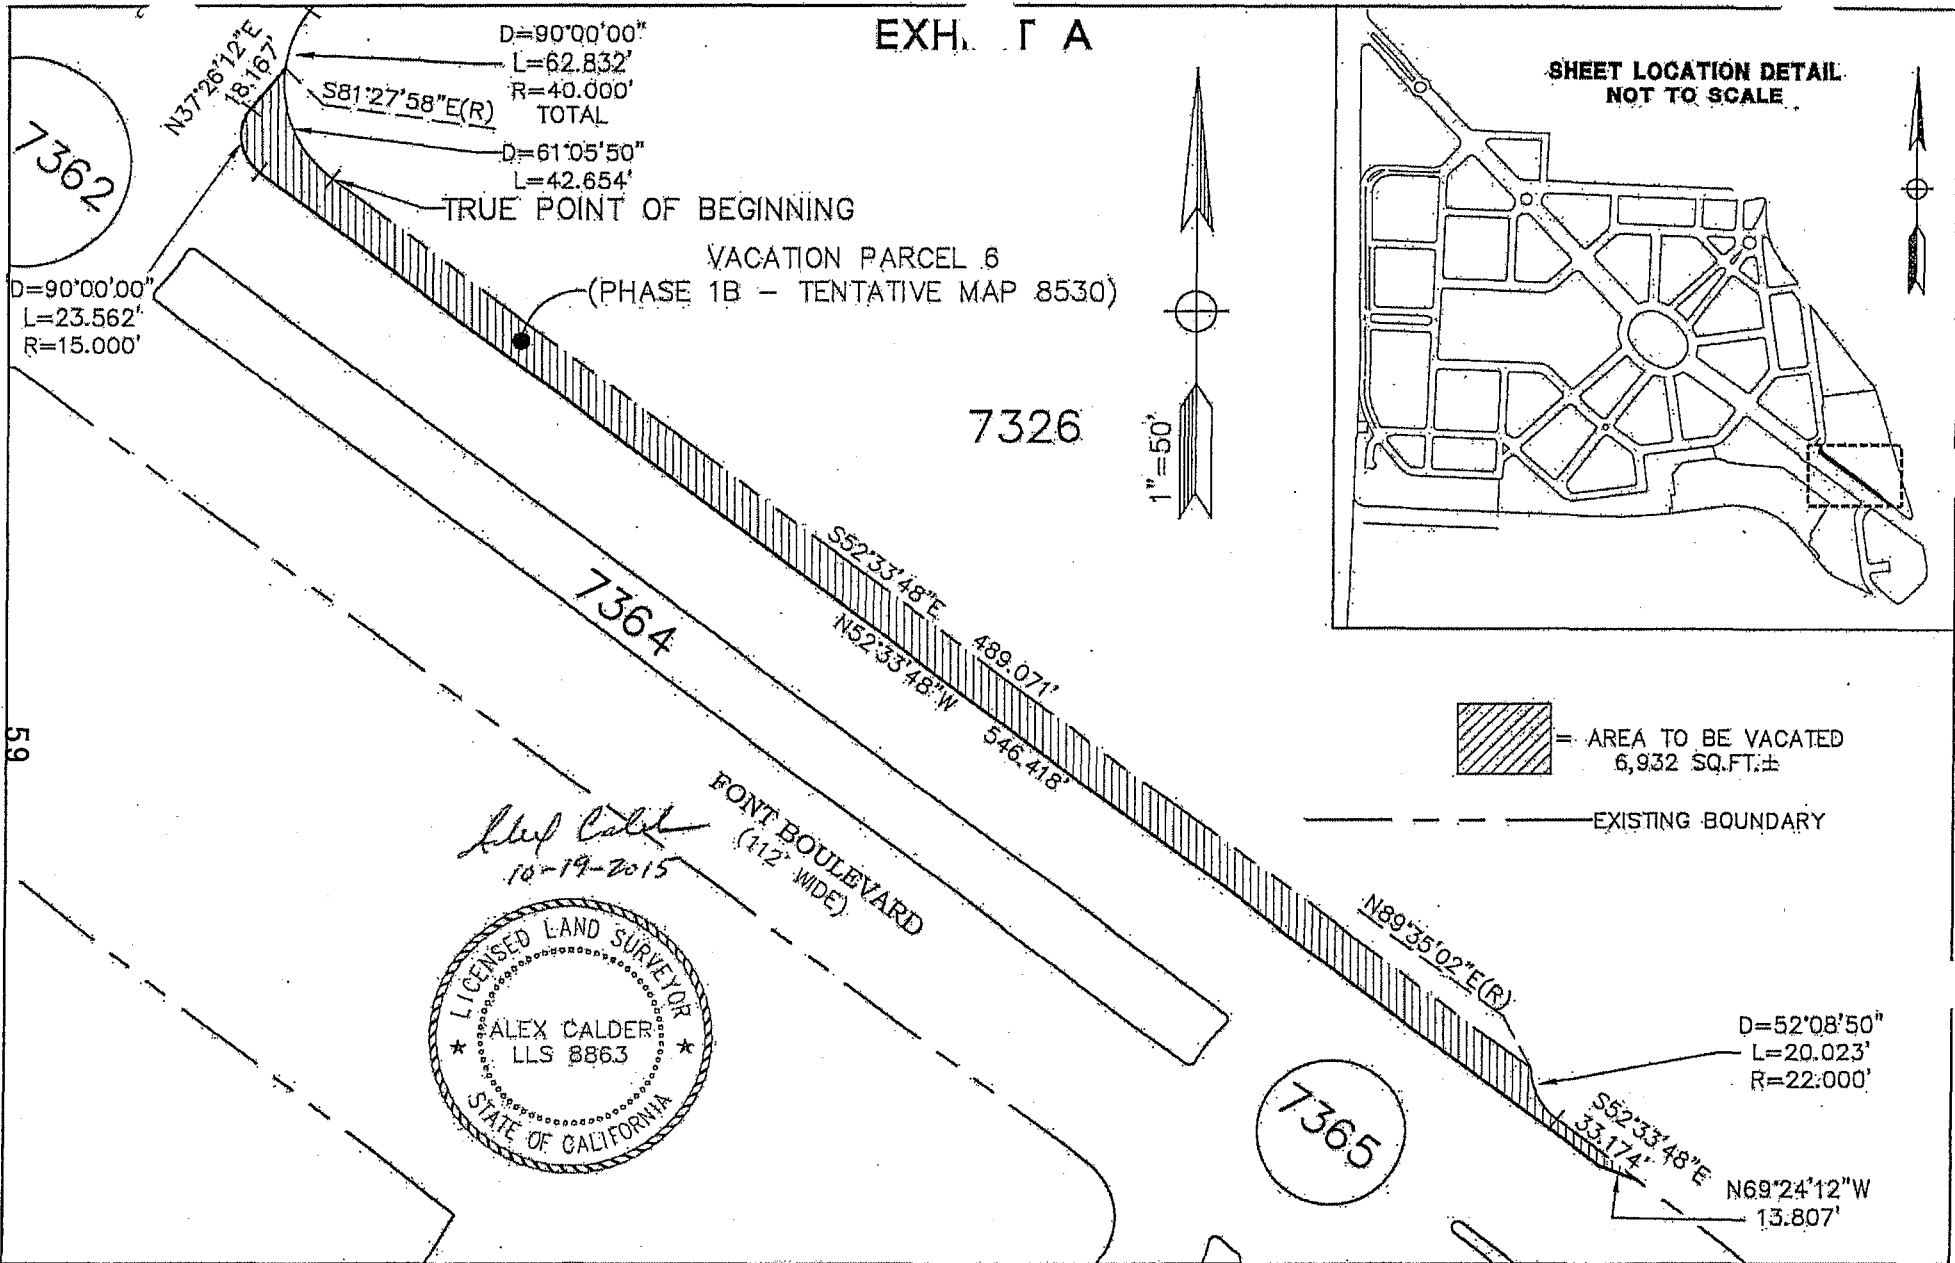 EXH. T A
N37°26'12"E
18.167'
D=90°00'00"
L=62.832'
R=40.000'
TOTAL
S81°27'58"E(R)
D=61°05'50"
L=42.654'
TRUE POINT OF BEGINNING
7362
VACATION PARCEL 6
(PHASE 1B - TENTATIVE MAP 8530)
D=90°00'00"
L=23.562'
R=15.000'
7326
1"=50'
SHEET LOCATION DETAIL
NOT TO SCALE
S52°33'48"E
489.071'
N52°33'48"W
546.418'
7364
= AREA TO BE VACATED
6,932 SQ.FT.±
EXISTING BOUNDARY
59
FONT BOULEVARD
(112' WIDE)
Alex Calder
10-19-2015
LICENSED LAND SURVEYOR
ALEX CALDER
LLS 8863
STATE OF CALIFORNIA
N89°35'02"E(R)
D=52°08'50"
L=20.023'
R=22.000'
7365
S52°33'48"E
33.174'
N69°24'12"W
13.807'